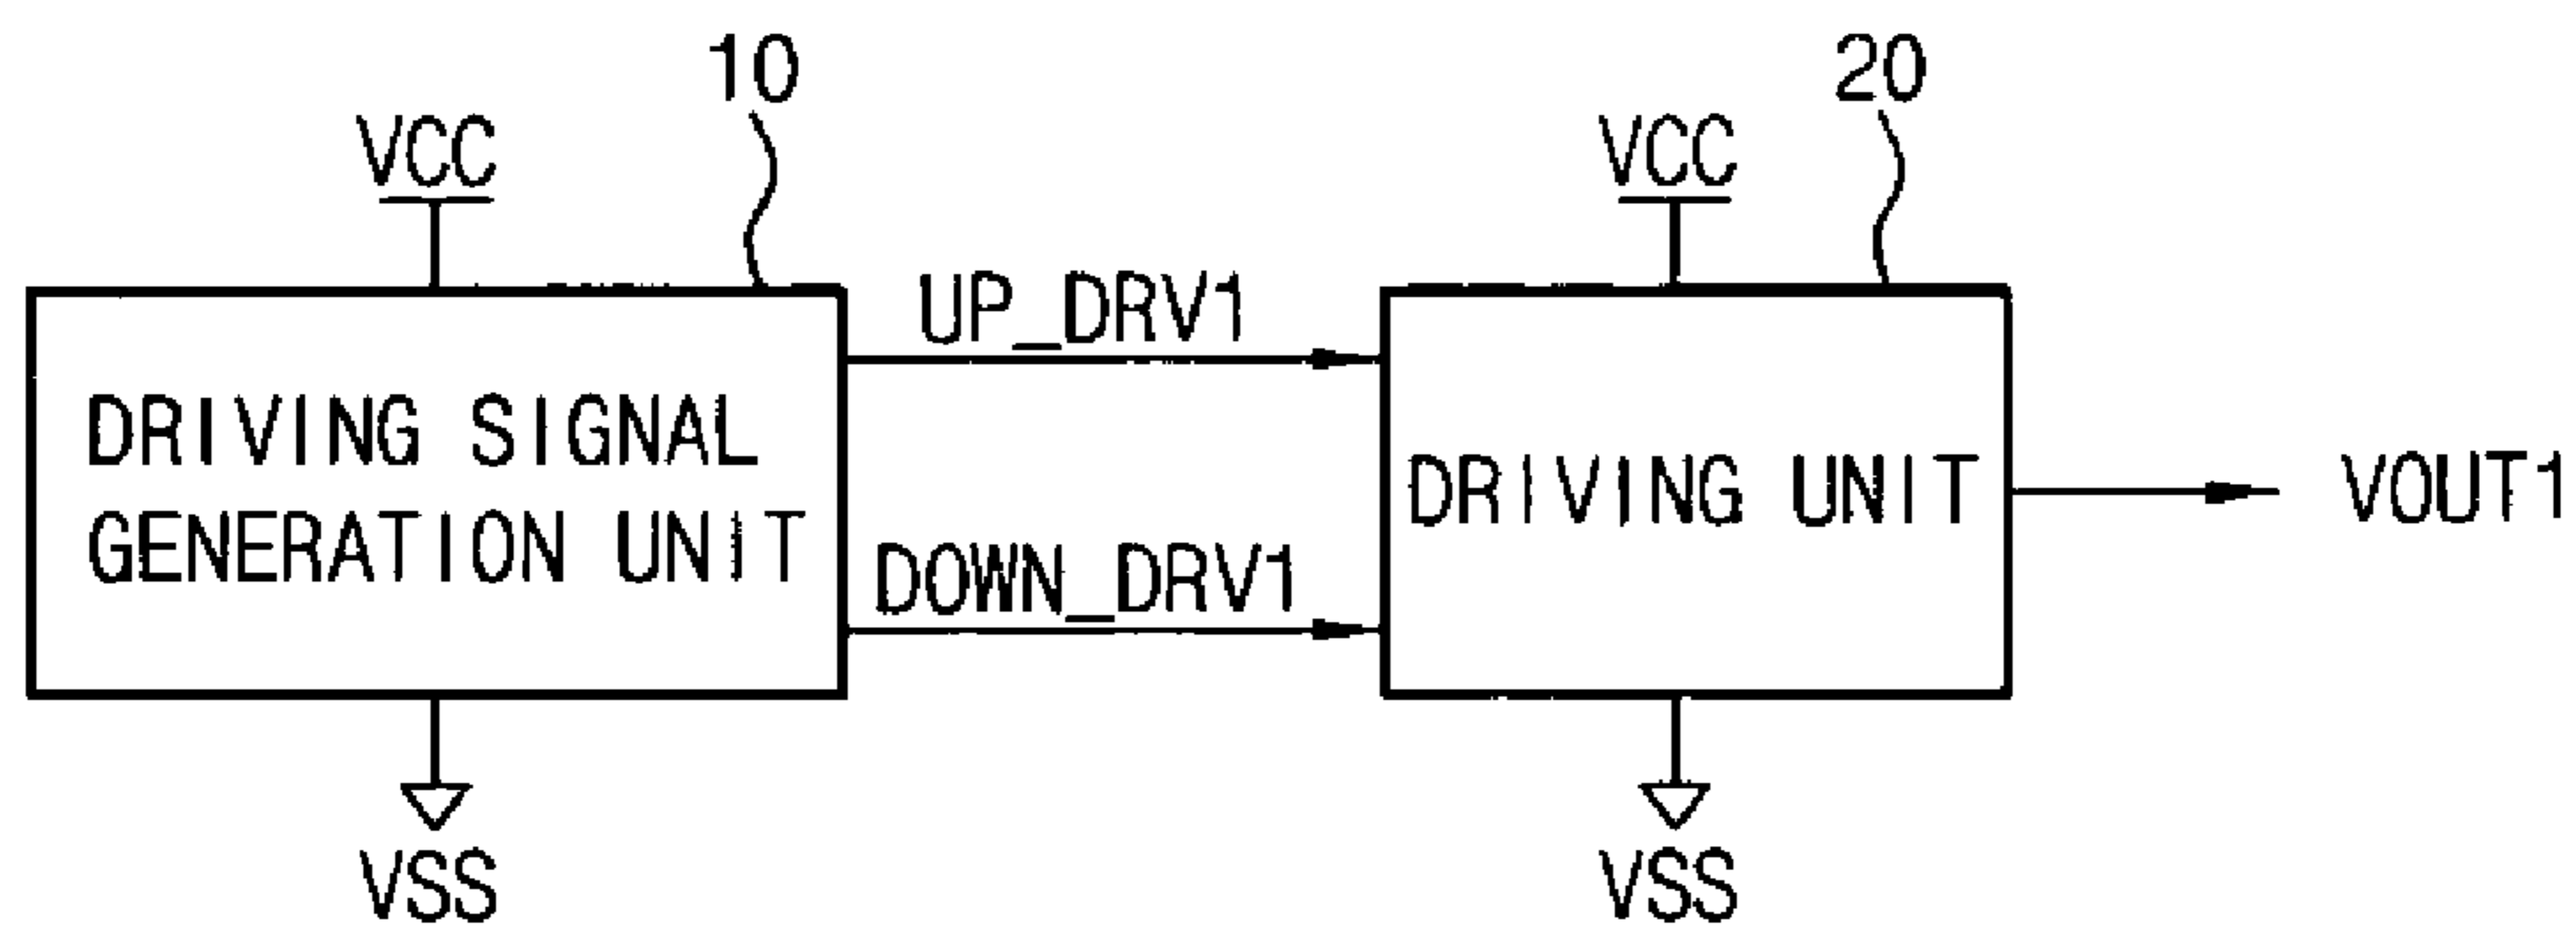 10
20
VCC
VCC
UP_DRV1
DRIVING SIGNAL
GENERATION UNIT
DRIVING UNIT
VOUT1
DOWN_DRV1
VSS
VSS